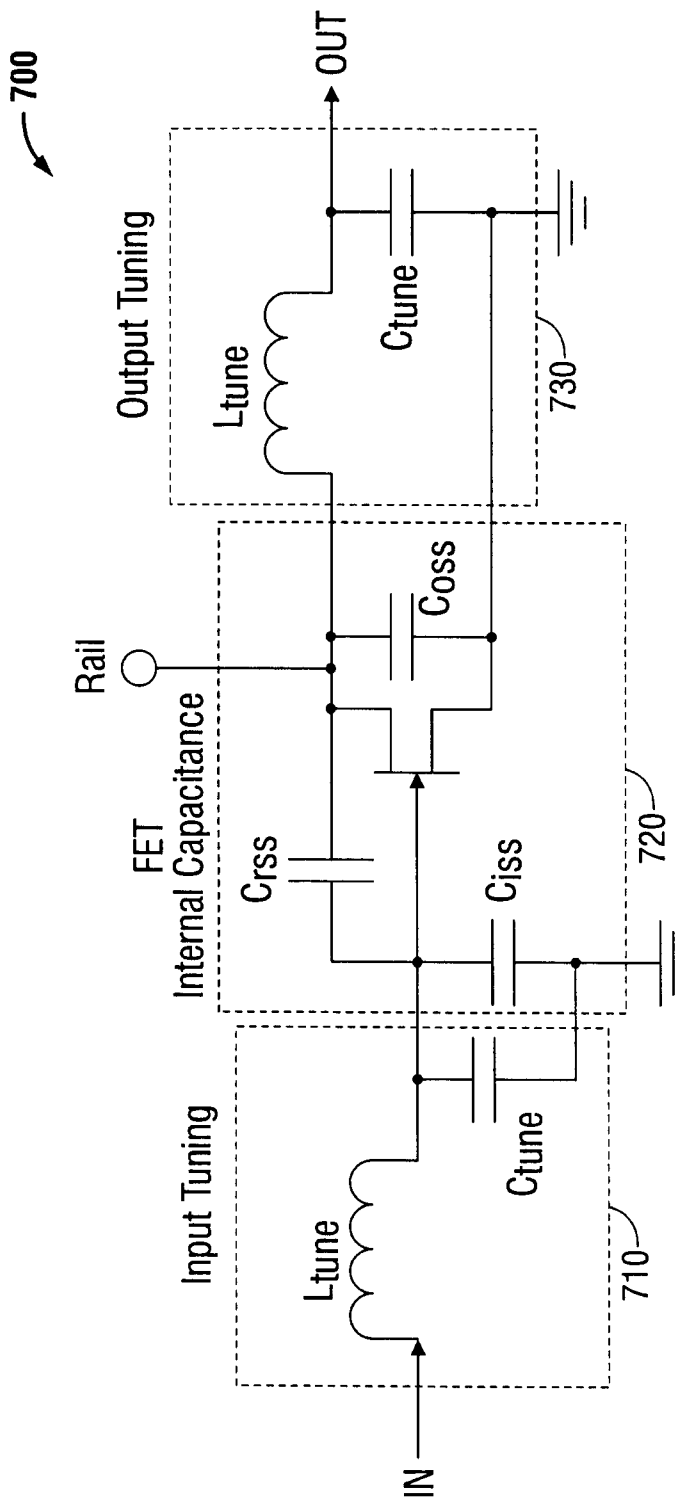 700
Input Tuning
Ltune
Ctune
710
IN
FET
Internal Capacitance
Crss
Ciss
Coss
720
Rail
Output Tuning
Ltune
Ctune
730
OUT